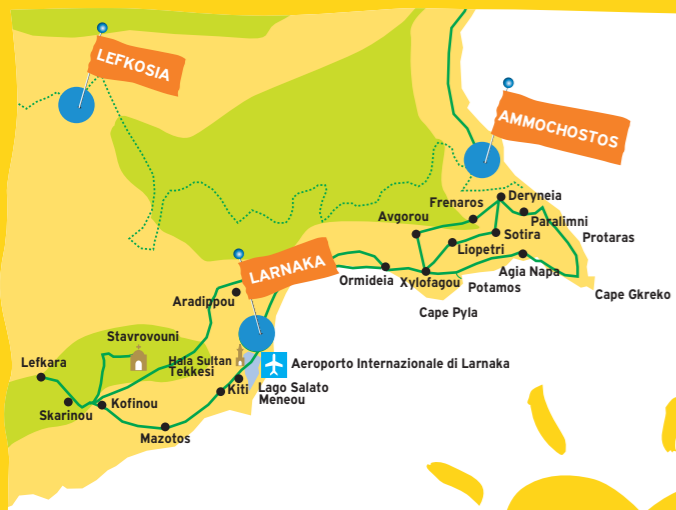 LEFKOSIA
AMMOCHOSTOS
Deryneia
Frenaros
Avgorou
Paralimni
Sotira
Protaras
Liopetri
LARNAKA
Agia Napa
Ormideia
Xylofagou
Potamos
Cape Gkreko
Aradippou
Cape Pyla
Stavrovouni
Lefkara
Hala Sultan
Tekkesi
Aeroporto Internazionale di Larnaka
Kiti
Lago Salato
Meneou
Skarinou
Kofinou
Mazotos